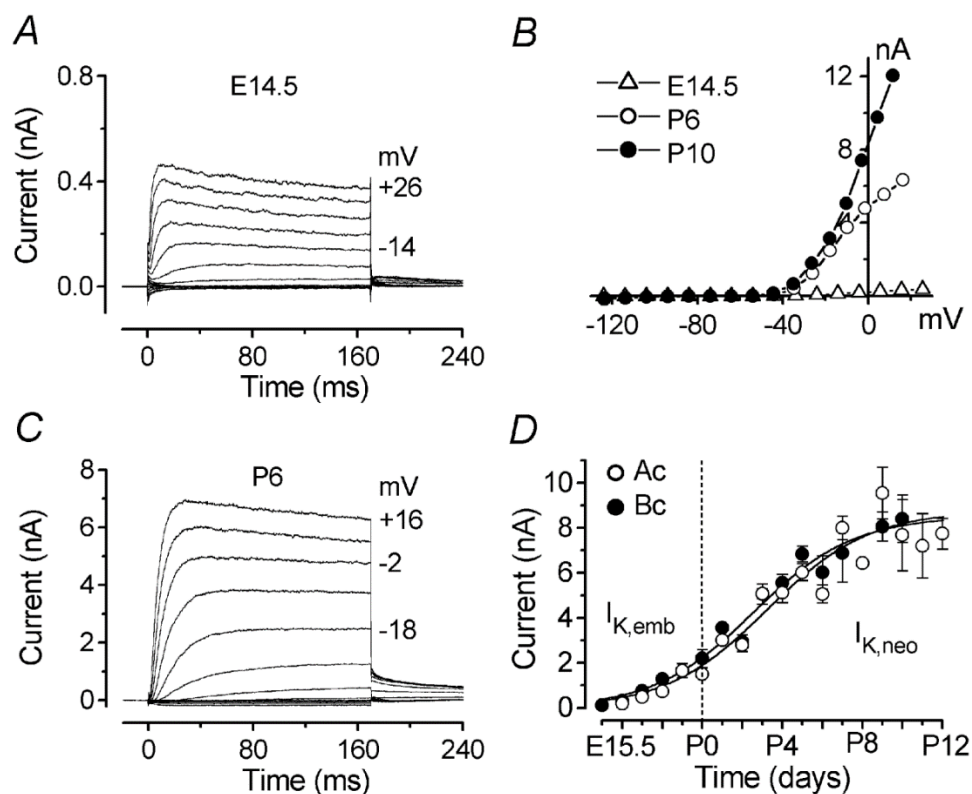 A
E14.5
Current (nA)
0.8
0.4
0.0
mV
+26
-14
0 80 160 240
Time (ms)
B
nA
E14.5
P6
P10
12
8
4
-120 -80 -40 0
mV
C
P6
Current (nA)
8
6
4
2
0
mV
+16
-2
-18
0 80 160 240
Time (ms)
D
Ac
Bc
Current (nA)
10
8
6
4
2
0
IK,emb
IK,neo
E15.5 P0 P4 P8 P12
Time (days)